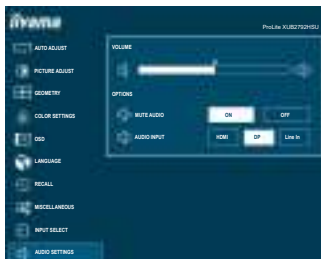 iiyama
ProLite XUB2792HSU
AUTO ADJUST
PICTURE ADJUST
GEOMETRY
COLOR SETTINGS
OSD
LANGUAGE
RECALL
MISCELLANEOUS
INPUT SELECT
AUDIO SETTINGS
VOLUME
OPTIONS
MUTE AUDIO
ON
OFF
AUDIO INPUT
HDMI
DP
Line In